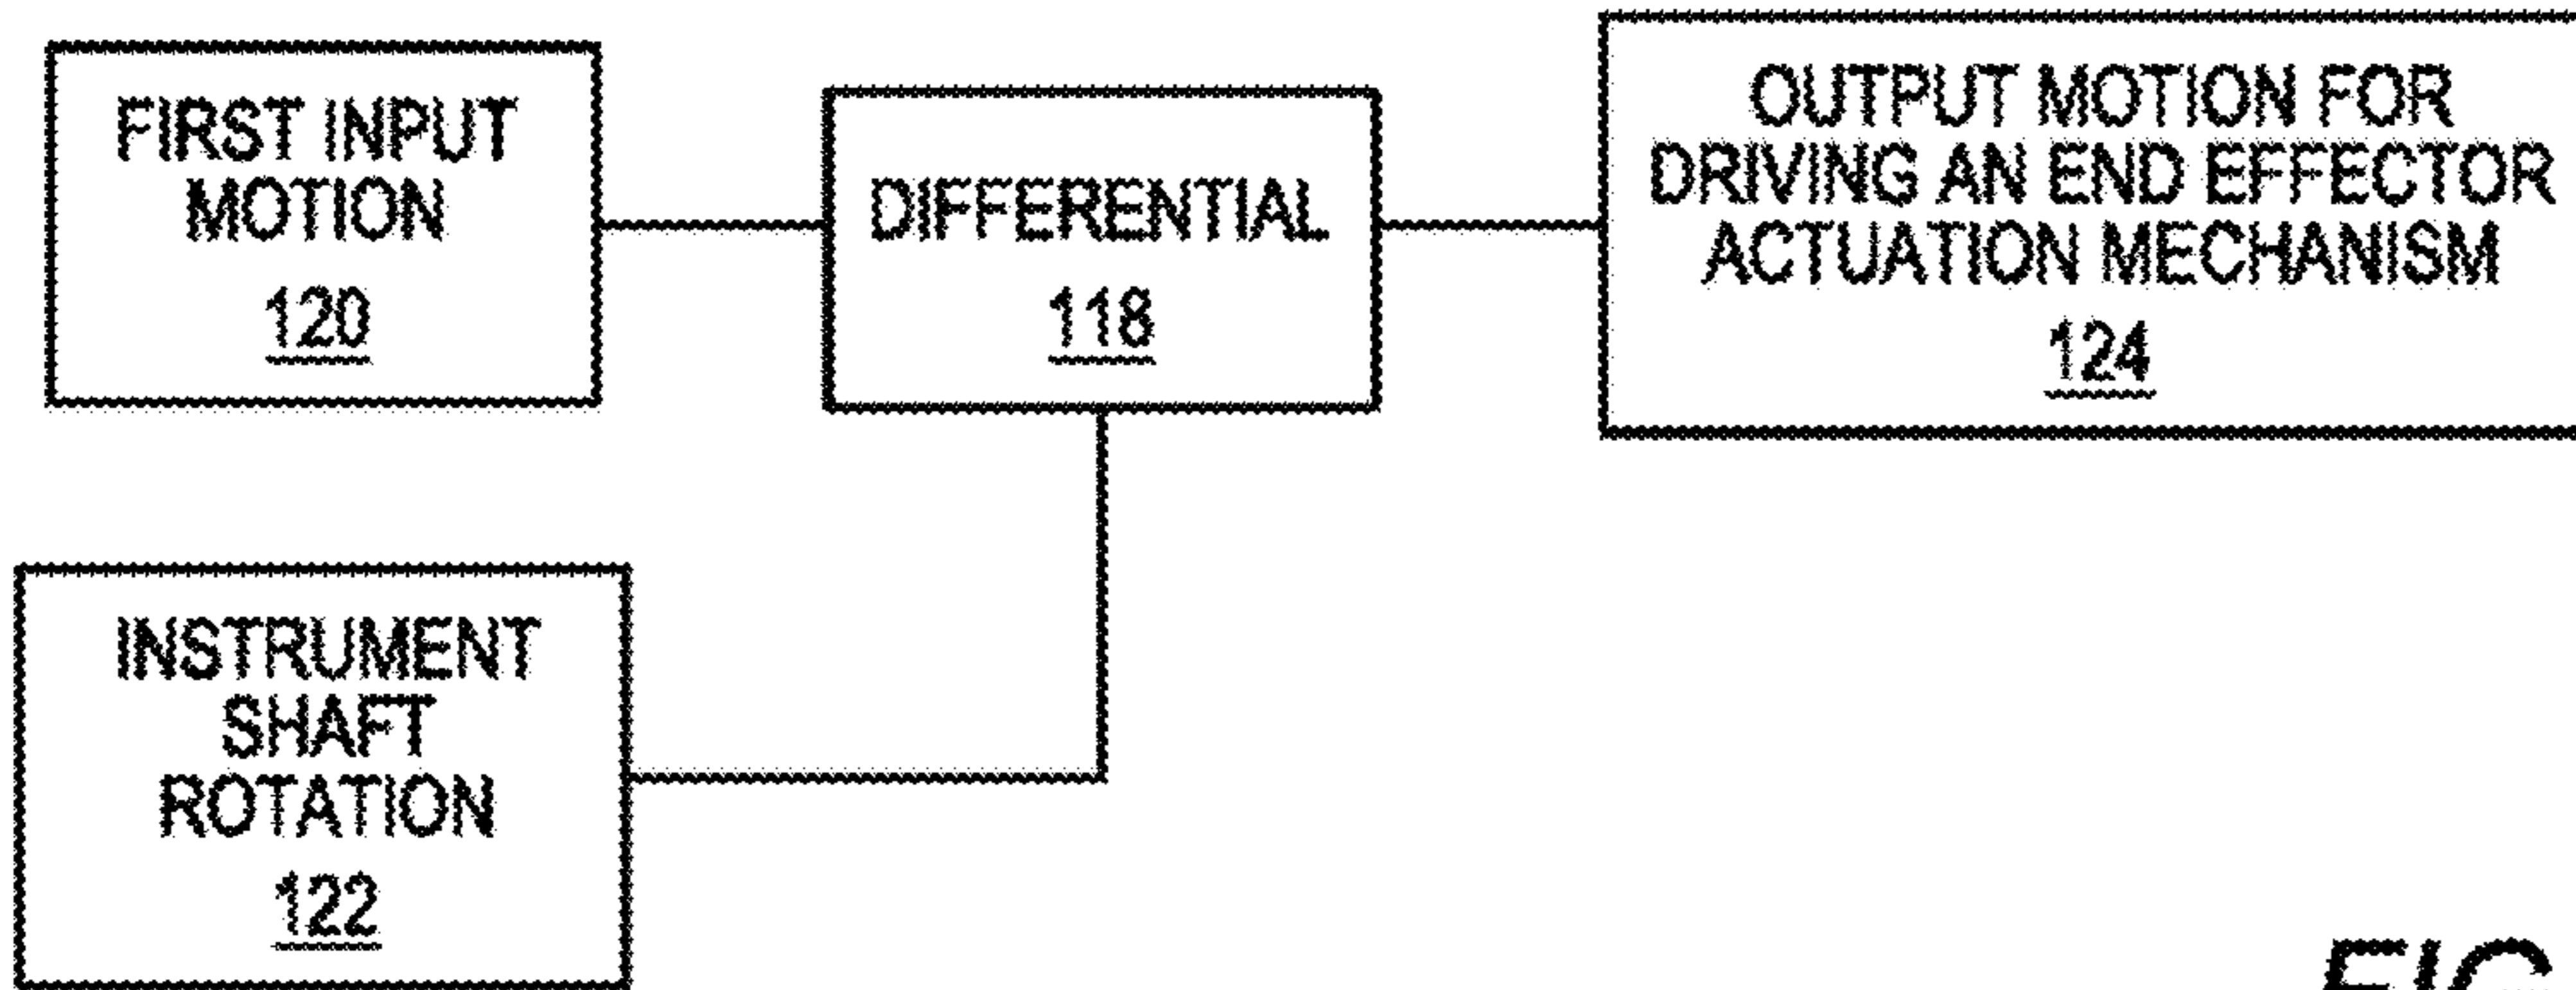 FIRST INPUT
MOTION
120
DIFFERENTIAL
118
OUTPUT MOTION FOR
DRIVING AN END EFFECTOR
ACTUATION MECHANISM
124
INSTRUMENT
SHAFT
ROTATION
122